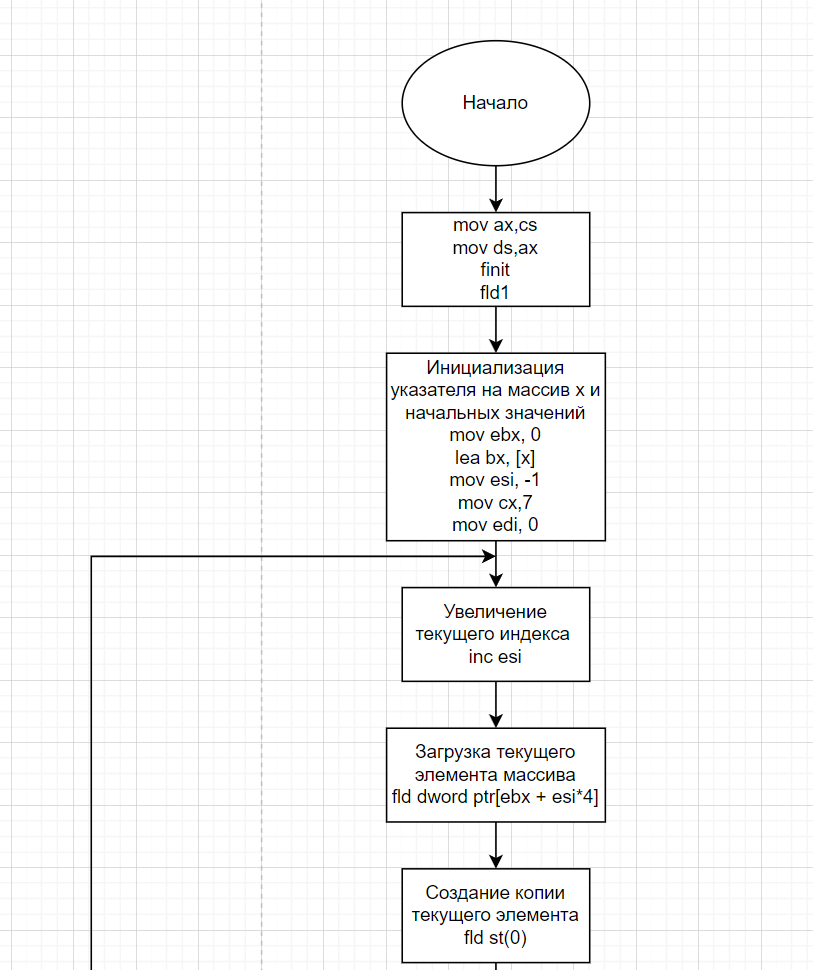 Начало
mov ax,cs
mov ds,ax
finit
fld1
Инициализация
указателя на массив x и
начальных значений
mov ebx, 0
lea bx, [x]
mov esi, -1
mov cx,7
mov edi, 0
Увеличение
текущего индекса
inc esi
Загрузка текущего
элемента массива
fld dword ptr[ebx + esi*4]
Создание копии
текущего элемента
fld st(0)